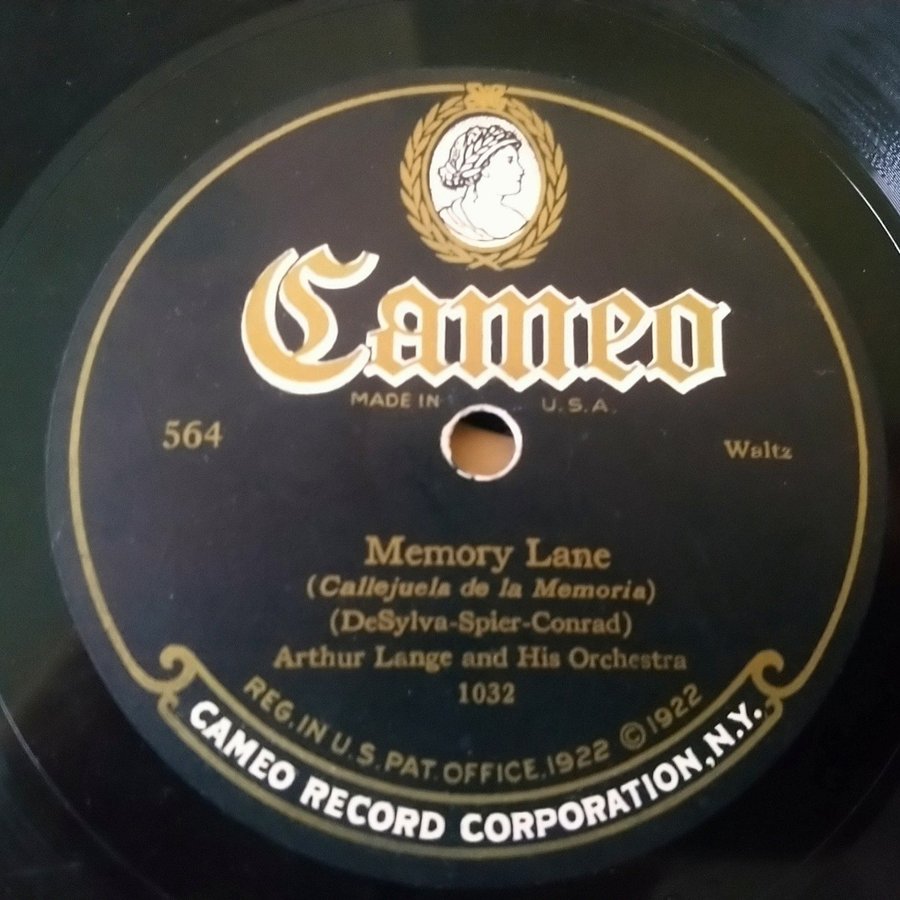 Cameo
MADE IN U.S.A.
564
Waltz
Memory Lane
(Callejuela de la Memoria)
(DeSylva-Spier-Conrad)
Arthur Lange and His Orchestra
1032
REG. IN U.S. PAT. OFFICE. 1922 © 1922
CAMEO RECORD CORPORATION, N.Y.